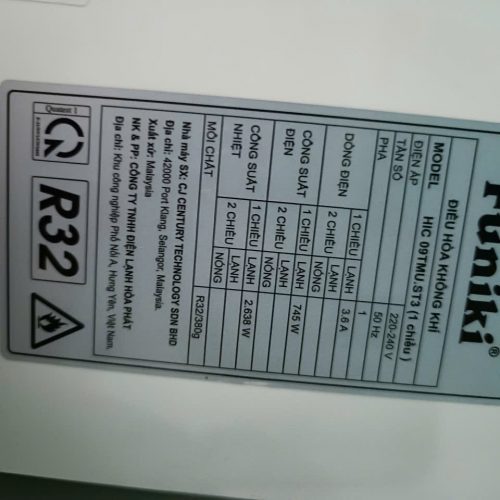 Funiki®
ĐIỀU HÒA KHÔNG KHÍ
MODEL HIC 09TMU.ST3 (1 chiều)
ĐIỆN ÁP 220-240 V
TẦN SỐ 50 Hz
PHA 1
DÒNG ĐIỆN 1 CHIỀU LẠNH 3.6 A
2 CHIỀU LẠNH
NÓNG
CÔNG SUẤT ĐIỆN 1 CHIỀU LẠNH 745 W
2 CHIỀU LẠNH
NÓNG
CÔNG SUẤT NHIỆT 1 CHIỀU LẠNH 2.638 W
2 CHIỀU LẠNH
NÓNG
MÔI CHẤT R32/380g
Nhà máy SX: CJ CENTURY TECHNOLOGY SDN BHD
Địa chỉ: 42000 Port Klang, Selangor, Malaysia.
Xuất xứ: Malaysia
NK & PP: CÔNG TY TNHH ĐIỆN LẠNH HÒA PHÁT
Địa chỉ: Khu công nghiệp Phố Nối A, Hưng Yên, Việt Nam,
Quatest 1
R32